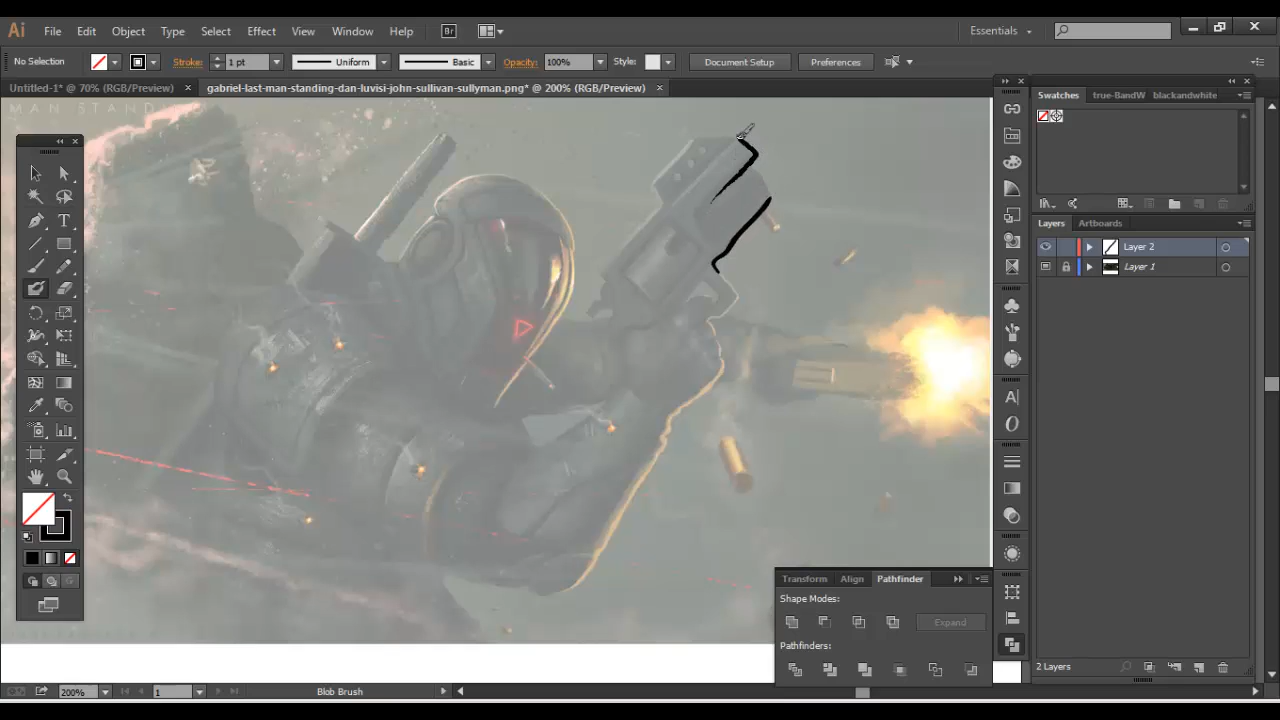 Ai File Edit Object Type Select Effect View Window Help Br Essentials
No Selection Stroke: 1 pt Uniform Basic Opacity: 100% Style: Document Setup Preferences
Untitled-1* @ 70% (RGB/Preview) × gabriel-last-man-standing-dan-luvisi-john-sullivan-sullyman.png* @ 200% (RGB/Preview) ×
Swatches true-BandW blackandwhite
MAN STAND
Layers Artboards
Layer 2
Layer 1
Transform Align Pathfinder
Shape Modes:
Expand
Pathfinders:
2 Layers
200% 1 Blob Brush